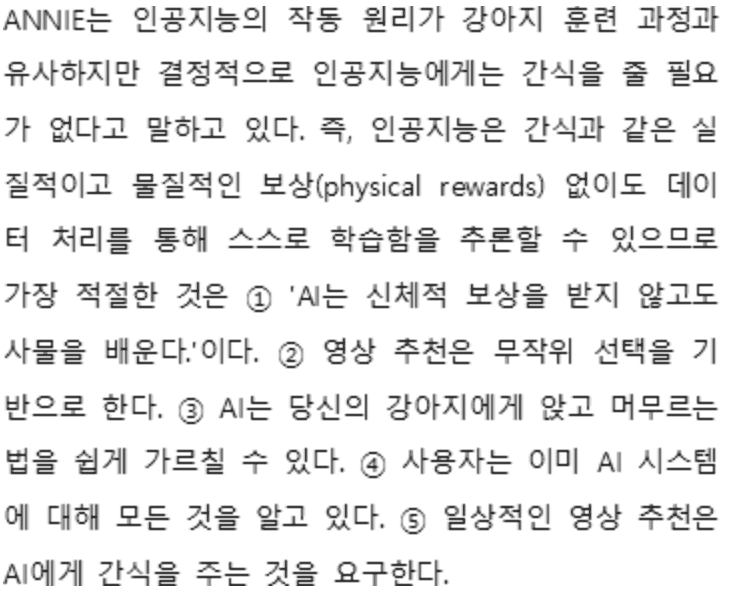 ANNIE는 인공지능의 작동 원리가 강아지 훈련 과정과
유사하지만 결정적으로 인공지능에게는 간식을 줄 필요
가 없다고 말하고 있다. 즉, 인공지능은 간식과 같은 실
질적이고 물질적인 보상(physical rewards) 없이도 데이
터 처리를 통해 스스로 학습함을 추론할 수 있으므로
가장 적절한 것은 ① 'AI는 신체적 보상을 받지 않고도
사물을 배운다.'이다. ② 영상 추천은 무작위 선택을 기
반으로 한다. ③ AI는 당신의 강아지에게 앉고 머무르는
법을 쉽게 가르칠 수 있다. ④ 사용자는 이미 AI 시스템
에 대해 모든 것을 알고 있다. ⑤ 일상적인 영상 추천은
AI에게 간식을 주는 것을 요구한다.